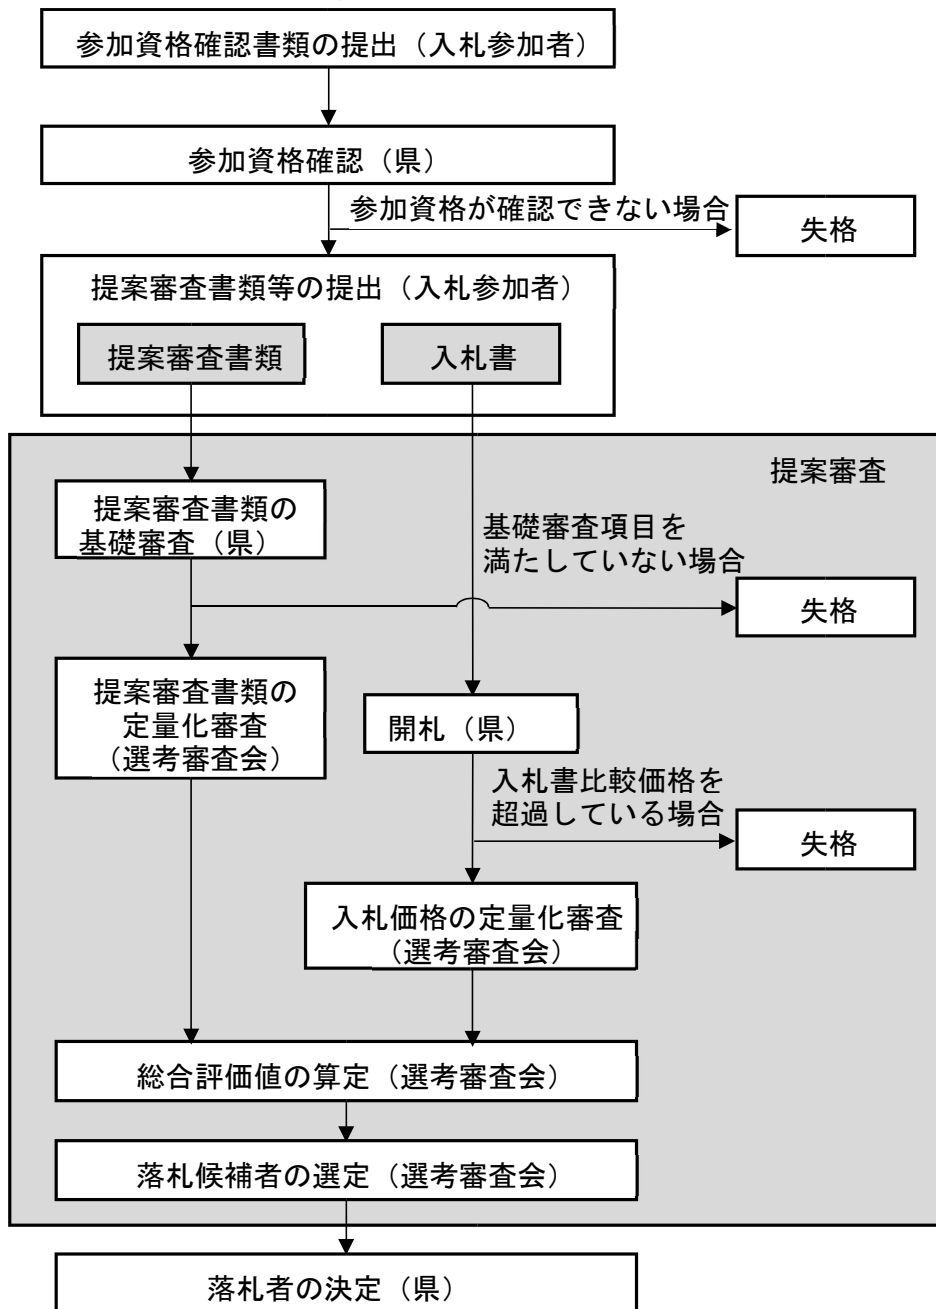 参加資格確認書類の提出（入札参加者）
参加資格確認（県）
参加資格が確認できない場合
失格
提案審査書類等の提出（入札参加者）
提案審査書類
入札書
提案審査
提案審査書類の
基礎審査（県）
基礎審査項目を
満たしていない場合
失格
提案審査書類の
定量化審査
（選考審査会）
開札（県）
入札書比較価格を
超過している場合
失格
入札価格の定量化審査
（選考審査会）
総合評価値の算定（選考審査会）
落札候補者の選定（選考審査会）
落札者の決定（県）